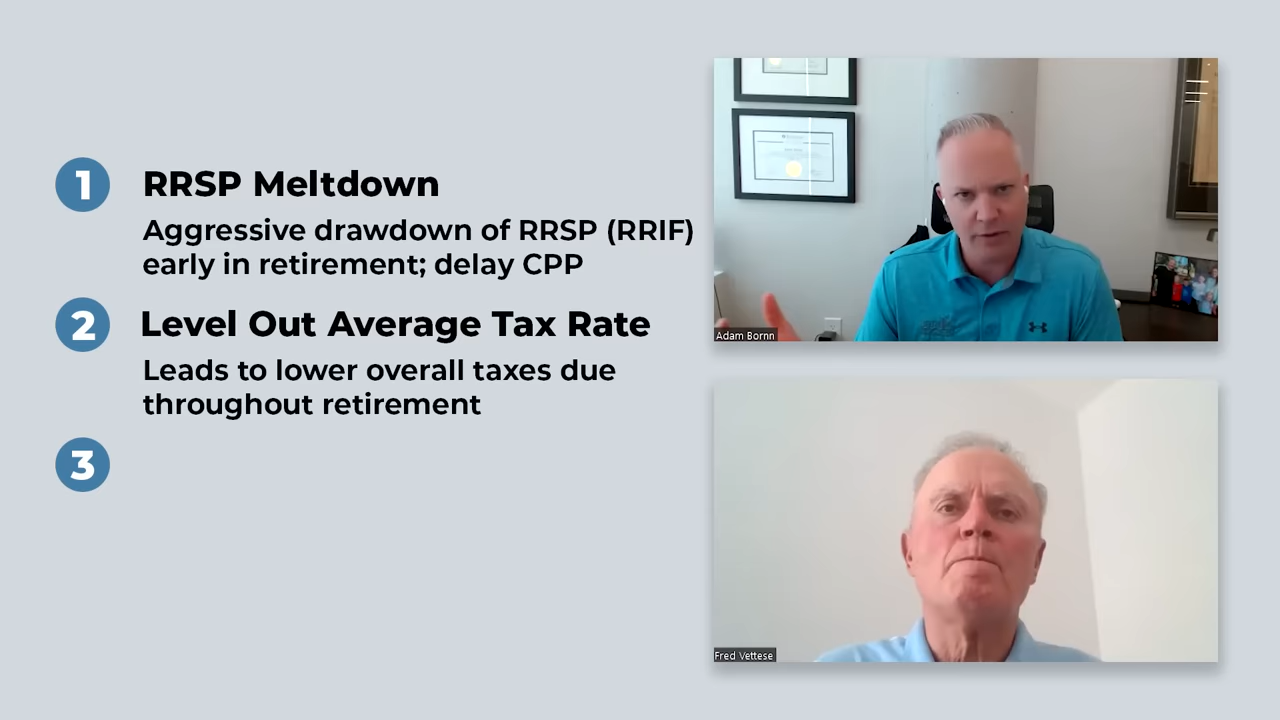 1
RRSP Meltdown
Aggressive drawdown of RRSP (RRIF)
early in retirement; delay CPP
2
Level Out Average Tax Rate
Leads to lower overall taxes due
throughout retirement
3
Adam Bornn
Fred Vettese